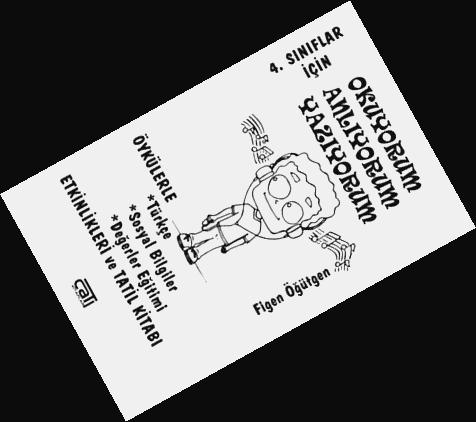 4. SINIFLAR
İÇİN
OKUYORUM
ANLIYORUM
YAZIYORUM
Figen Öğütgen
ÖYKÜLERLE
*Türkçe
*Sosyal Bilgiler
*Değerler Eğitimi
ETKİNLİKLERİ ve TATİL KİTABI
ÇATI